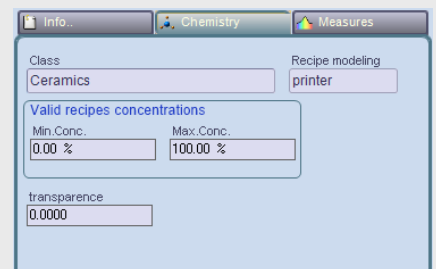 Info.. Chemistry Measures
Class Recipe modeling
Ceramics printer
Valid recipes concentrations
Min.Conc. Max.Conc.
0.00 % 100.00 %
transparence
0.0000